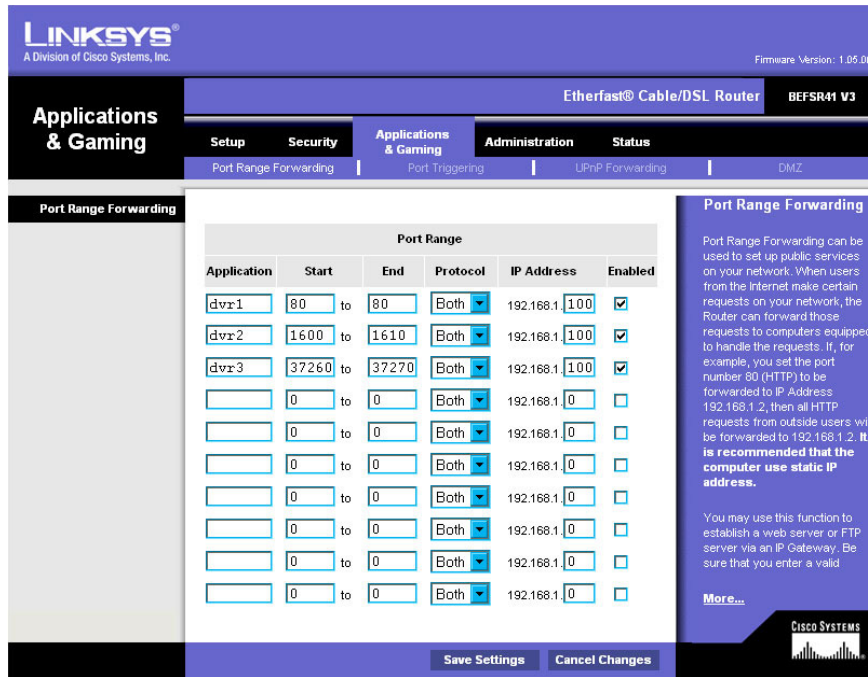 LINKSYS®
A Division of Cisco Systems, Inc.
Firmware Version: 1.05.0
Applications & Gaming
Etherfast® Cable/DSL Router
BEFSR41 V3
Setup Security Applications & Gaming Administration Status
Port Range Forwarding Port Triggering UPnP Forwarding DMZ
Port Range Forwarding
Port Range
Application Start End Protocol IP Address Enabled
dvr1 80 to 80 Both 192.168.1. 100
dvr2 1600 to 1610 Both 192.168.1. 100
dvr3 37260 to 37270 Both 192.168.1. 100
0 to 0 Both 192.168.1. 0
0 to 0 Both 192.168.1. 0
0 to 0 Both 192.168.1. 0
0 to 0 Both 192.168.1. 0
0 to 0 Both 192.168.1. 0
0 to 0 Both 192.168.1. 0
0 to 0 Both 192.168.1. 0
Port Range Forwarding
Port Range Forwarding can be
used to set up public services
on your network. When users
from the Internet make certain
requests on your network, the
Router can forward those
requests to computers equipped
to handle the requests. If, for
example, you set the port
number 80 (HTTP) to be
forwarded to IP Address
192.168.1.2, then all HTTP
requests from outside users wi
be forwarded to 192.168.1.2. It
is recommended that the
computer use static IP
address.
You may use this function to
establish a web server or FTP
server via an IP Gateway. Be
sure that you enter a valid
More...
Save Settings Cancel Changes
CISCO SYSTEMS